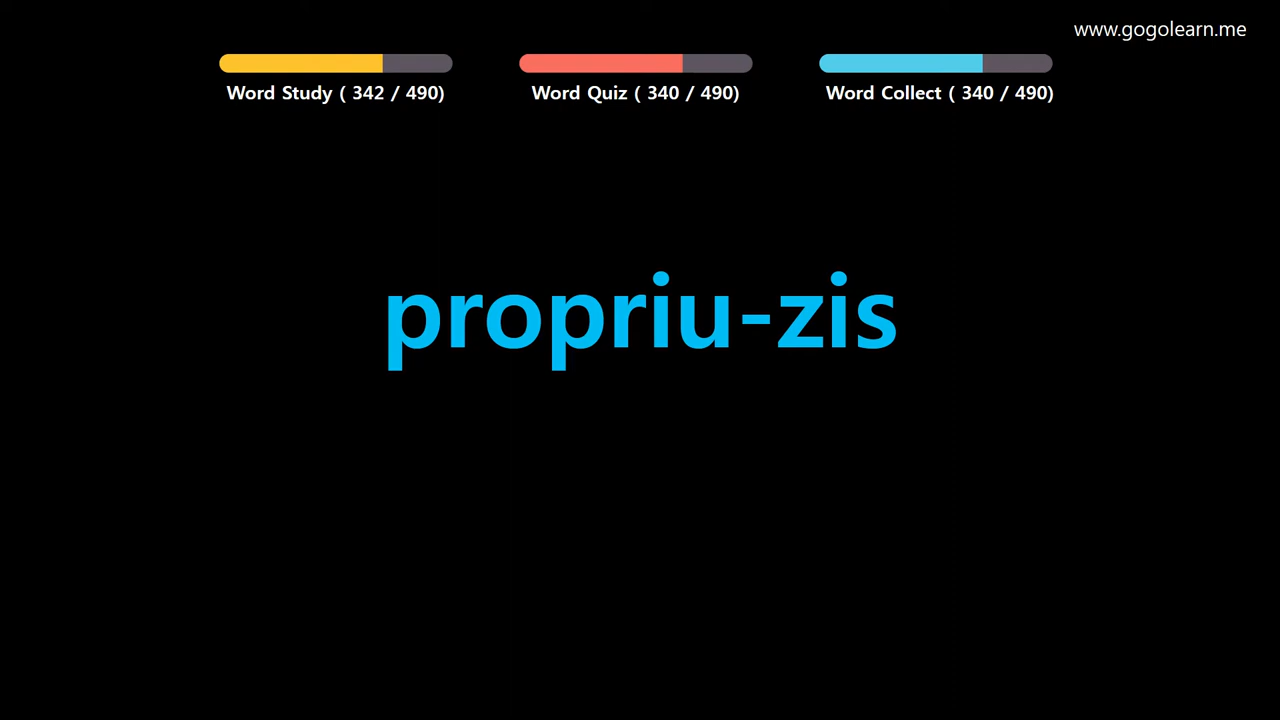 www.gogolearn.me
Word Study ( 342 / 490)
Word Quiz ( 340 / 490)
Word Collect ( 340 / 490)
propriu-zis